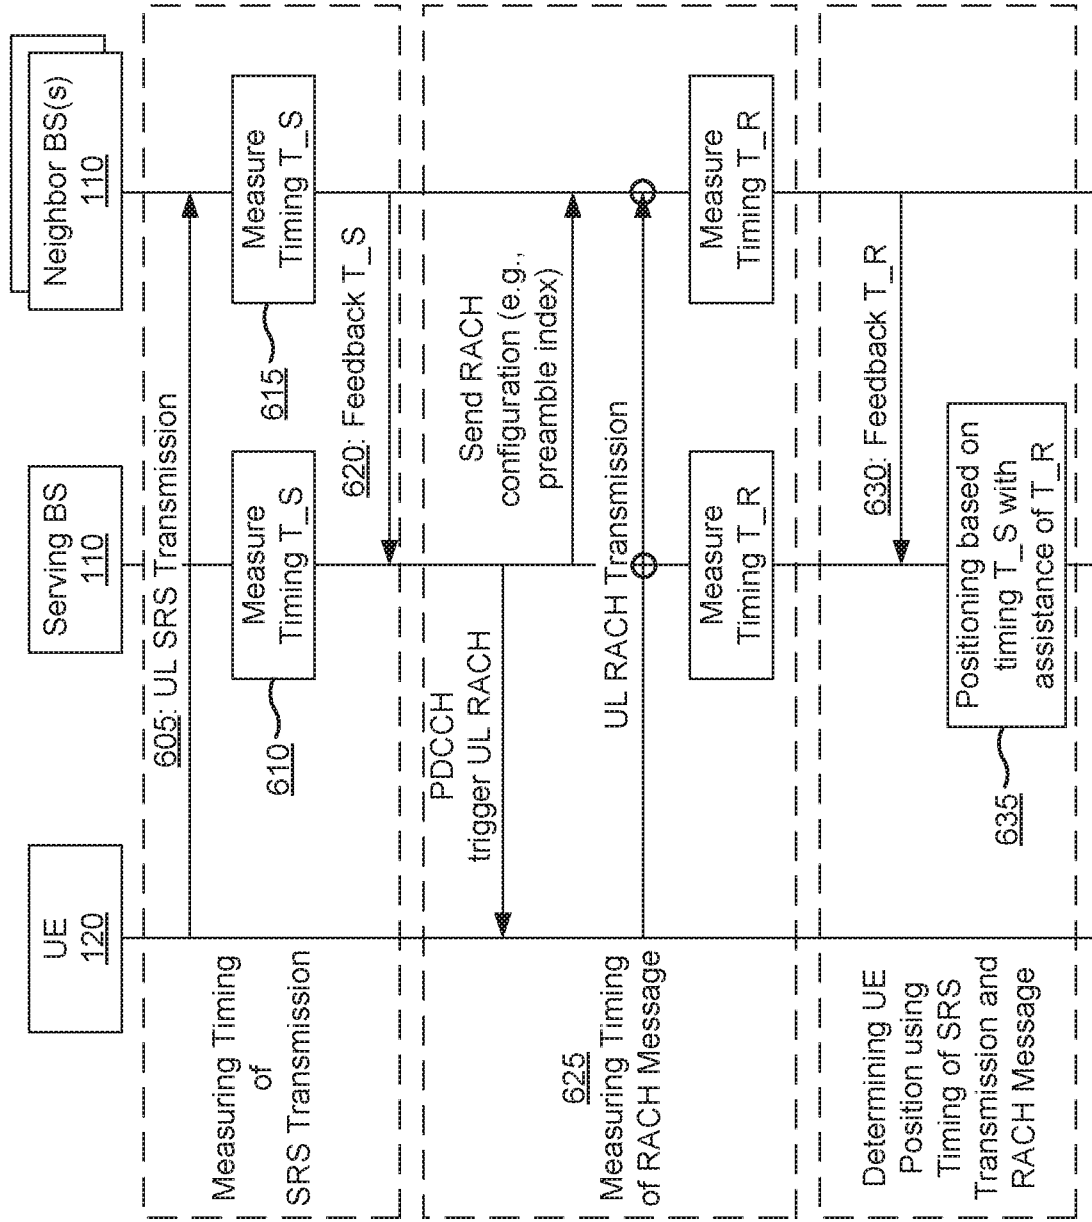 UE
120
Serving BS
110
Neighbor BS(s)
110
Measuring Timing
of
SRS Transmission
605: UL SRS Transmission
610
Measure
Timing T_S
615
Measure
Timing T_S
620: Feedback T_S
625
Measuring Timing
of RACH Message
PDCCH
trigger UL RACH
Send RACH
configuration (e.g.,
preamble index)
UL RACH Transmission
Measure
Timing T_R
Measure
Timing T_R
Determining UE
Position using
Timing of SRS
Transmission and
RACH Message
630: Feedback T_R
635
Positioning based on
timing T_S with
assistance of T_R